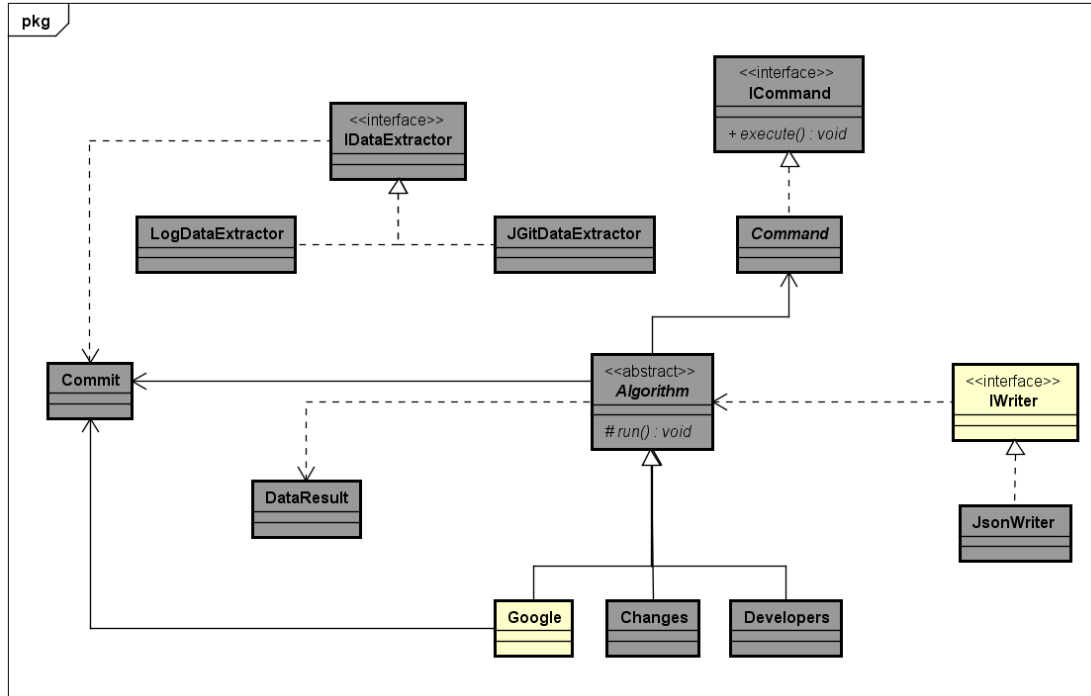 pkg
<<interface>>
ICommand
+ execute() : void
<<interface>>
IDataExtractor
LogDataExtractor
JGitDataExtractor
Command
Commit
<<abstract>>
Algorithm
# run() : void
<<interface>>
IWriter
DataResult
JsonWriter
Google
Changes
Developers